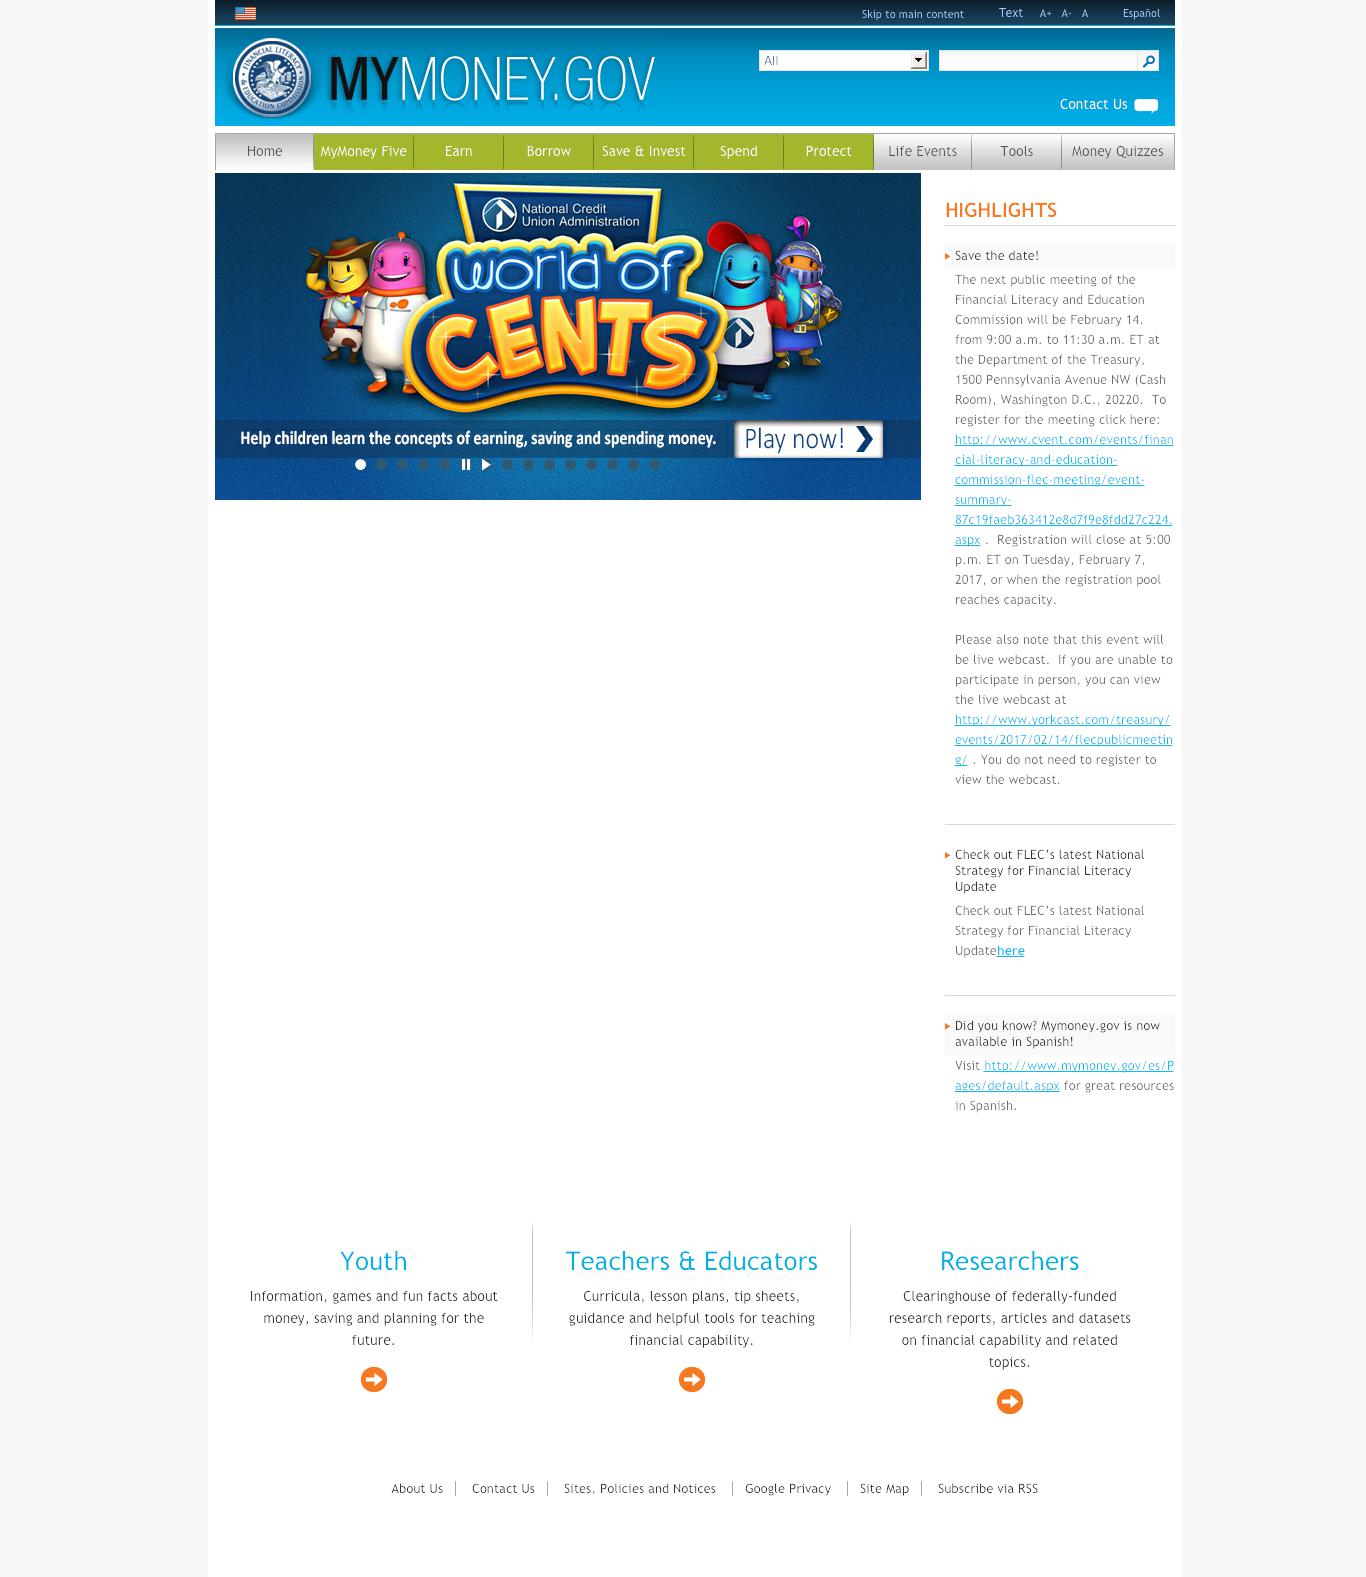 Skip to main content
Text
A+ A- A
Español
FINANCIAL LITERACY & EDUCATION COMMISSION
MYMONEY.GOV
All
Contact Us
Home
MyMoney Five
Earn
Borrow
Save & Invest
Spend
Protect
Life Events
Tools
Money Quizzes
National Credit
Union Administration
world of
CENTS
Help children learn the concepts of earning, saving and spending money.
Play now!
HIGHLIGHTS
Save the date!
The next public meeting of the
Financial Literacy and Education
Commission will be February 14.
from 9:00 a.m. to 11:30 a.m. ET at
the Department of the Treasury,
1500 Pennsylvania Avenue NW (Cash
Room), Washington D.C., 20220.  To
register for the meeting click here:
http://www.cvent.com/events/finan
cial-literacy-and-education-
commission-flec-meeting/event-
summary-
87c19faeb363412e8d7f9e8fdd27c224.
aspx .  Registration will close at 5:00
p.m. ET on Tuesday, February 7,
2017, or when the registration pool
reaches capacity.
Please also note that this event will
be live webcast.  If you are unable to
participate in person, you can view
the live webcast at
http://www.yorkcast.com/treasury/
events/2017/02/14/flecpublicmeetin
g/ . You do not need to register to
view the webcast.
Check out FLEC's latest National
Strategy for Financial Literacy
Update
Check out FLEC's latest National
Strategy for Financial Literacy
Updatehere
Did you know? Mymoney.gov is now
available in Spanish!
Visit http://www.mymoney.gov/es/P
ages/default.aspx for great resources
in Spanish.
Youth
Information, games and fun facts about
money, saving and planning for the
future.
Teachers & Educators
Curricula, lesson plans, tip sheets,
guidance and helpful tools for teaching
financial capability.
Researchers
Clearinghouse of federally-funded
research reports, articles and datasets
on financial capability and related
topics.
About Us
Contact Us
Sites, Policies and Notices
Google Privacy
Site Map
Subscribe via RSS